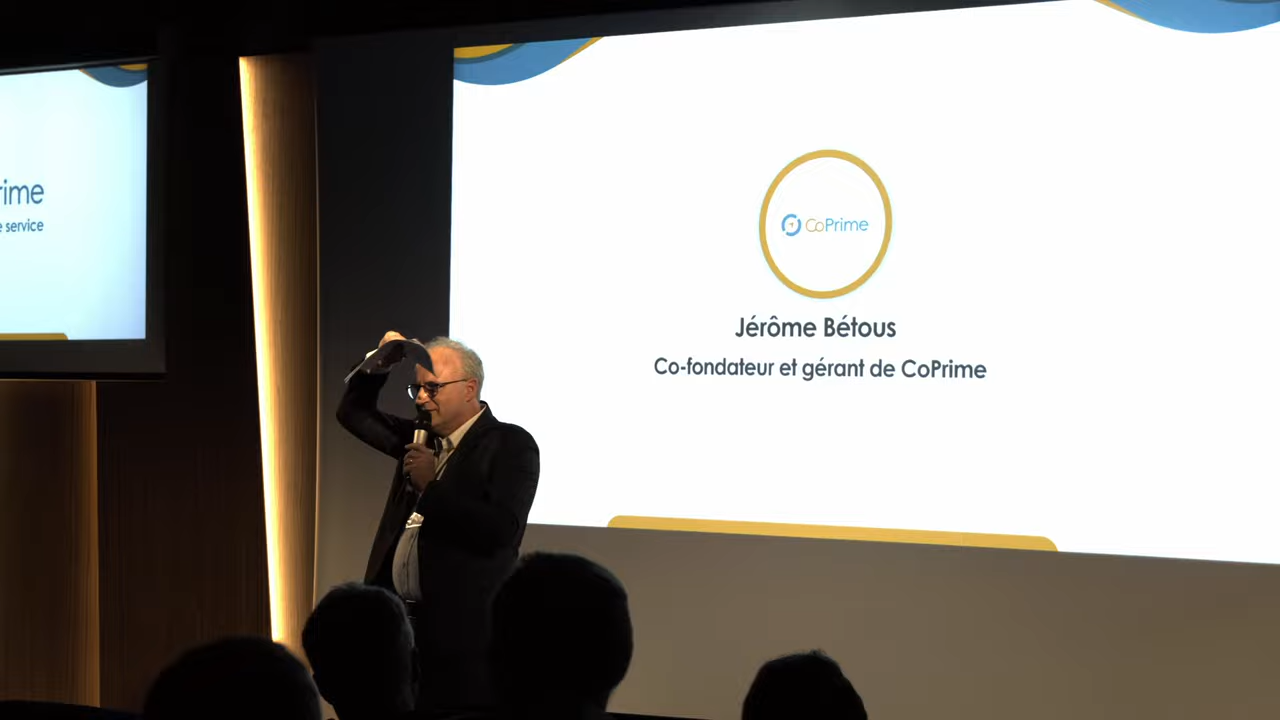 rime
e service
CoPrime
Jérôme Bétous
Co-fondateur et gérant de CoPrime